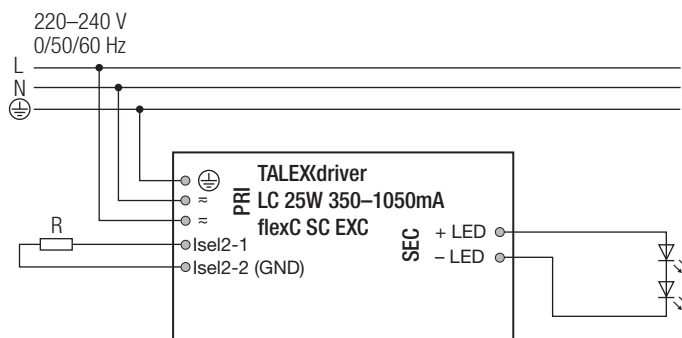 220–240 V
0/50/60 Hz
L
N
TALEXXdriver
LC 25W 350–1050mA
flexC SC EXC
PRI
≂
≂
R
Isel2-1
Isel2-2 (GND)
SEC
+ LED
– LED